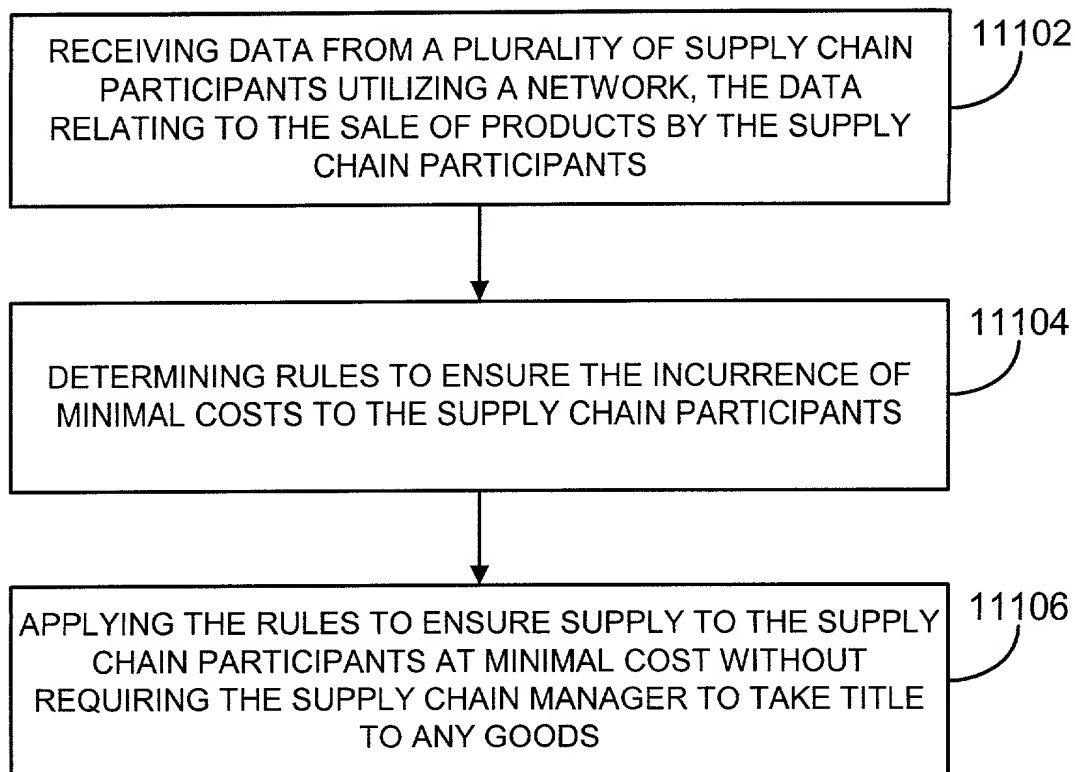 RECEIVING DATA FROM A PLURALITY OF SUPPLY CHAIN
PARTICIPANTS UTILIZING A NETWORK, THE DATA
RELATING TO THE SALE OF PRODUCTS BY THE SUPPLY
CHAIN PARTICIPANTS
11102
DETERMINING RULES TO ENSURE THE INCURRENCE OF
MINIMAL COSTS TO THE SUPPLY CHAIN PARTICIPANTS
11104
APPLYING THE RULES TO ENSURE SUPPLY TO THE SUPPLY
CHAIN PARTICIPANTS AT MINIMAL COST WITHOUT
REQUIRING THE SUPPLY CHAIN MANAGER TO TAKE TITLE
TO ANY GOODS
11106